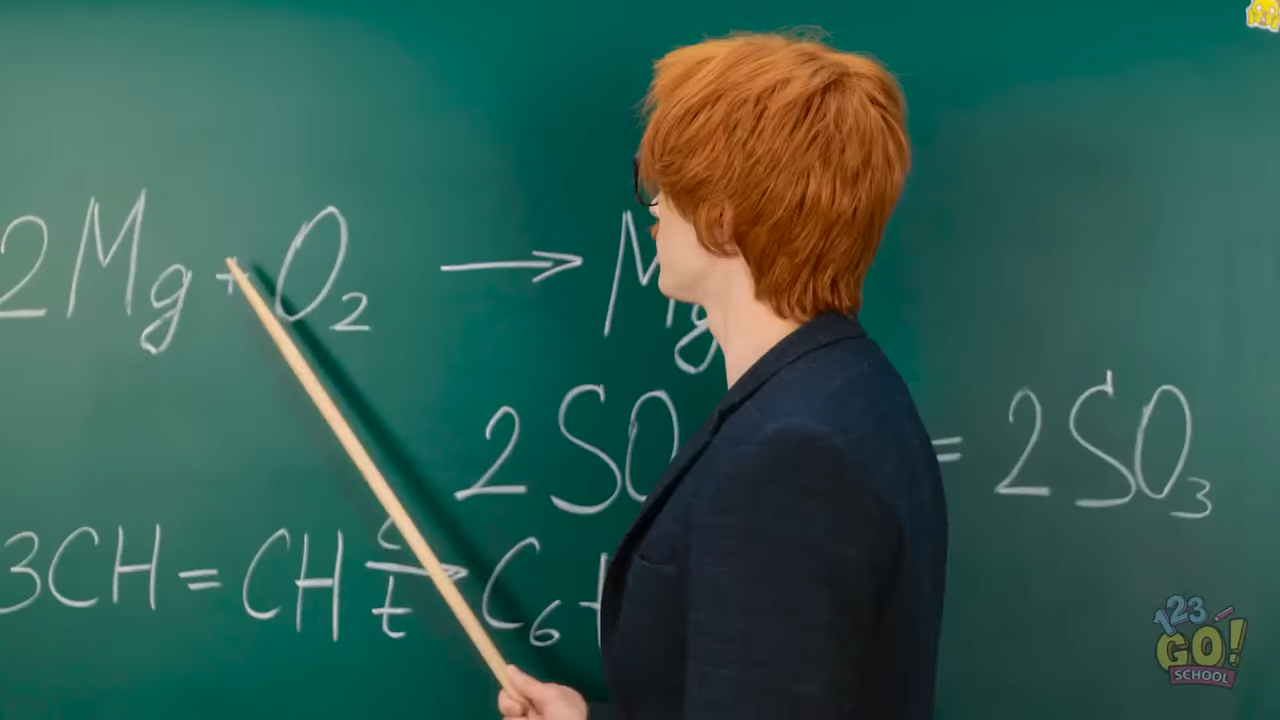 2Mg + O₂ → Mg
2SO = 2SO₃
3CH = CH C/t → C₆
123
GO!
SCHOOL